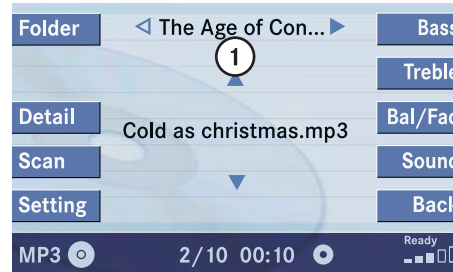 Folder
The Age of Con...
Bass
1
Treble
Detail
Bal/Fad
Cold as christmas.mp3
Scan
Sound
Setting
Back
MP3
2/10 00:10
Ready